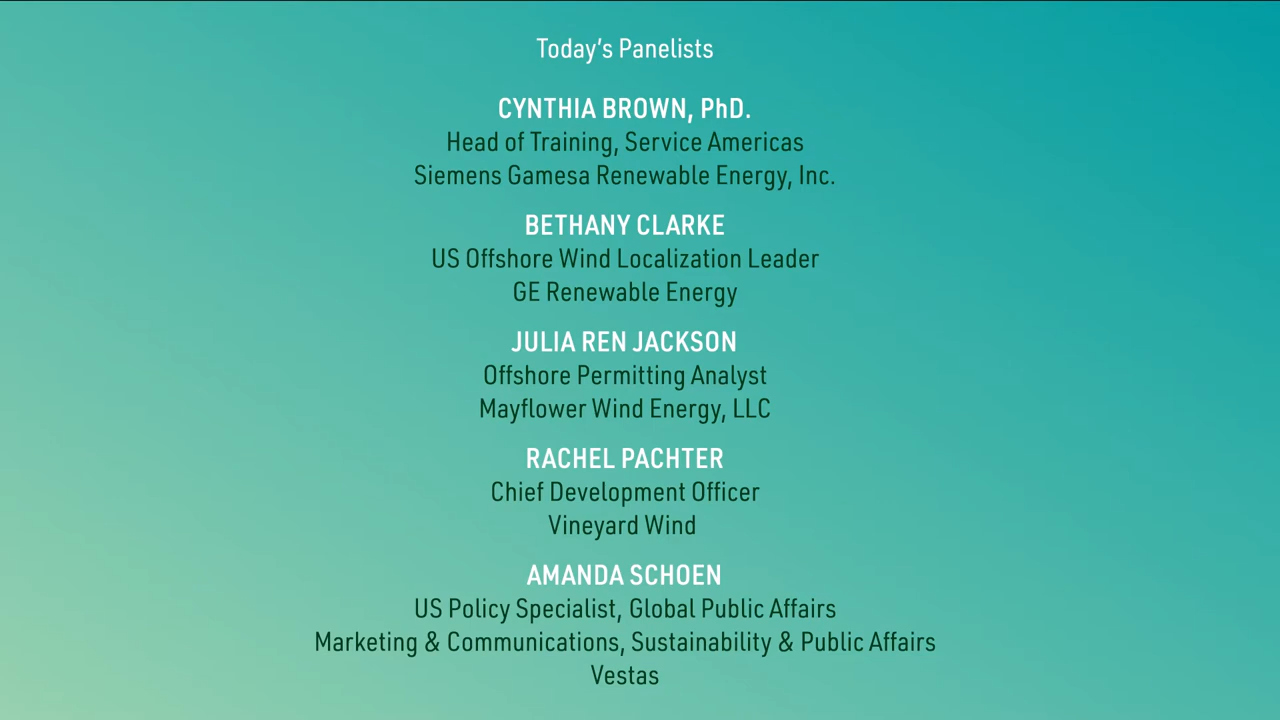 Today's Panelists
CYNTHIA BROWN, PhD.
Head of Training, Service Americas
Siemens Gamesa Renewable Energy, Inc.
BETHANY CLARKE
US Offshore Wind Localization Leader
GE Renewable Energy
JULIA REN JACKSON
Offshore Permitting Analyst
Mayflower Wind Energy, LLC
RACHEL PACHTER
Chief Development Officer
Vineyard Wind
AMANDA SCHOEN
US Policy Specialist, Global Public Affairs
Marketing & Communications, Sustainability & Public Affairs
Vestas